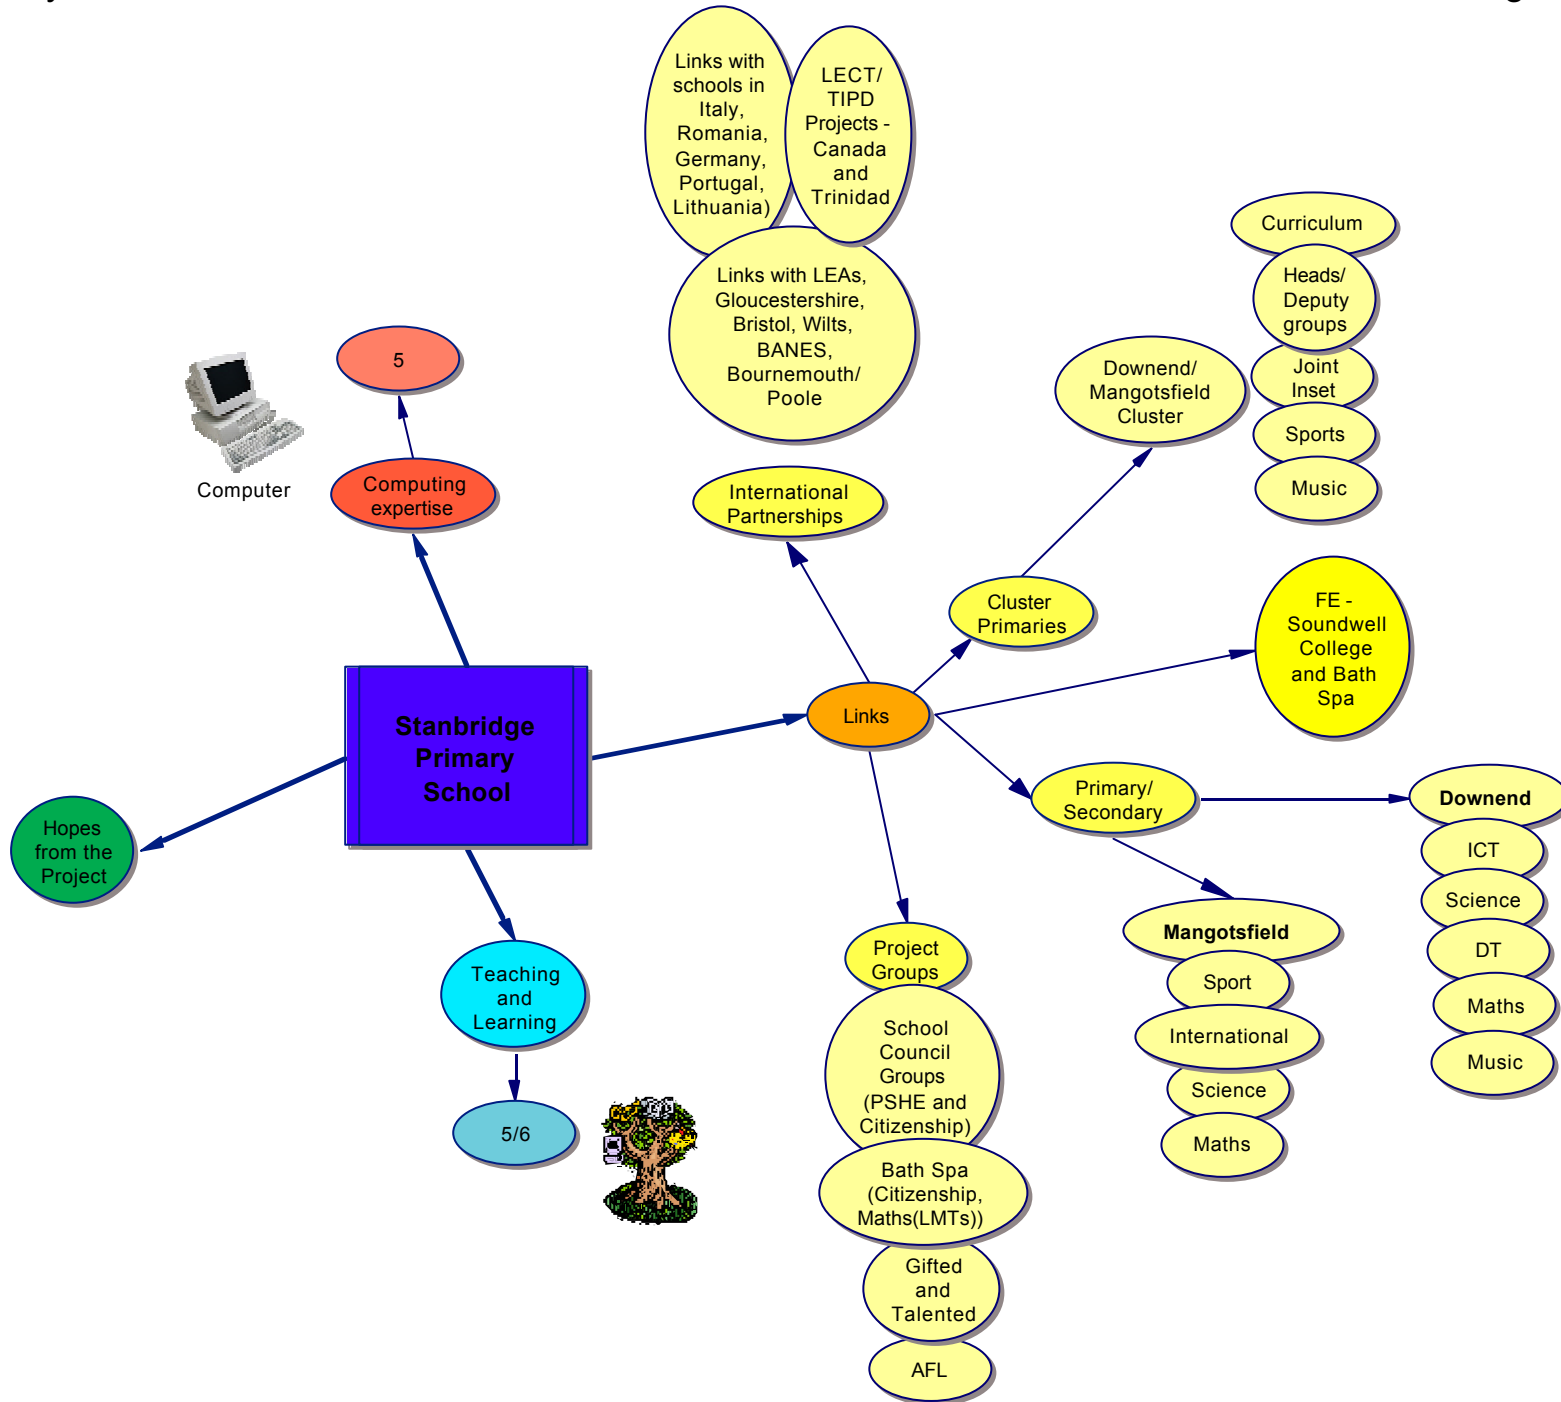 Links with
schools in
Italy,
Romania,
Germany,
Portugal,
Lithuania)
LECT/
TIPD
Projects -
Canada
and
Trinidad
Links with LEAs,
Gloucestershire,
Bristol, Wilts,
BANES,
Bournemouth/
Poole
International
Partnerships
Curriculum
Heads/
Deputy
groups
Joint
Inset
Sports
Music
Downend/
Mangotsfield
Cluster
Cluster
Primaries
5
Computing
expertise
Computer
FE -
Soundwell
College
and Bath
Spa
Stanbridge
Primary
School
Links
Hopes
from the
Project
Primary/
Secondary
Downend
ICT
Science
DT
Maths
Music
Mangotsfield
Sport
International
Science
Maths
Teaching
and
Learning
5/6
Project
Groups
School
Council
Groups
(PSHE and
Citizenship)
Bath Spa
(Citizenship,
Maths(LMTs))
Gifted
and
Talented
AFL